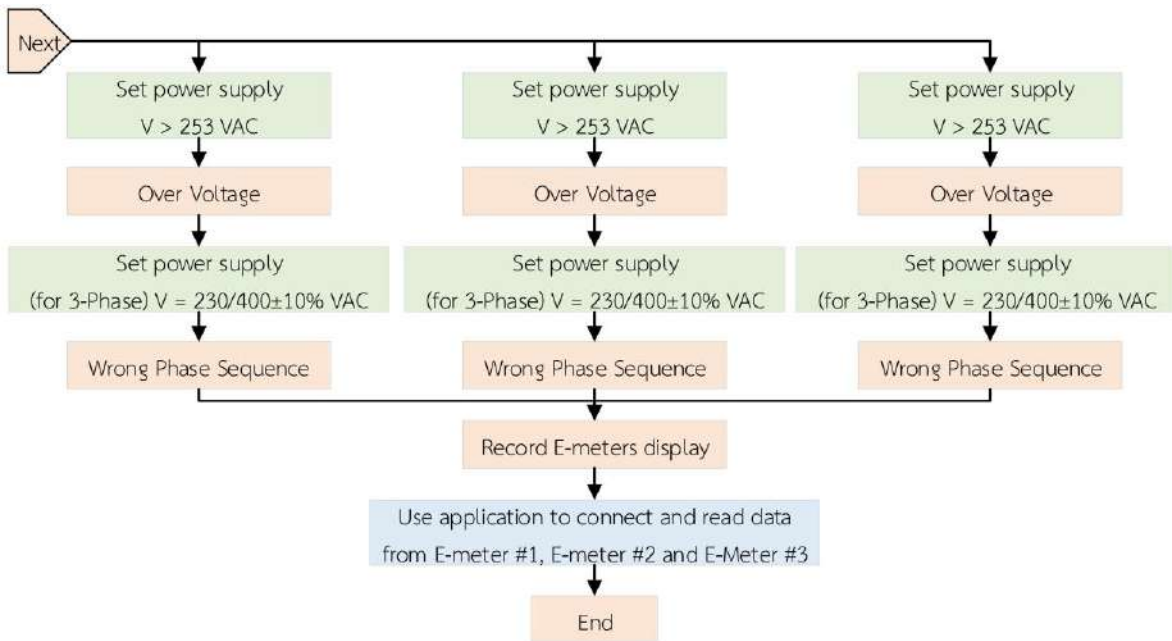 Next
Set power supply
V > 253 VAC
Set power supply
V > 253 VAC
Set power supply
V > 253 VAC
Over Voltage
Over Voltage
Over Voltage
Set power supply
(for 3-Phase) V = 230/400±10% VAC
Set power supply
(for 3-Phase) V = 230/400±10% VAC
Set power supply
(for 3-Phase) V = 230/400±10% VAC
Wrong Phase Sequence
Wrong Phase Sequence
Wrong Phase Sequence
Record E-meters display
Use application to connect and read data
from E-meter #1, E-meter #2 and E-Meter #3
End